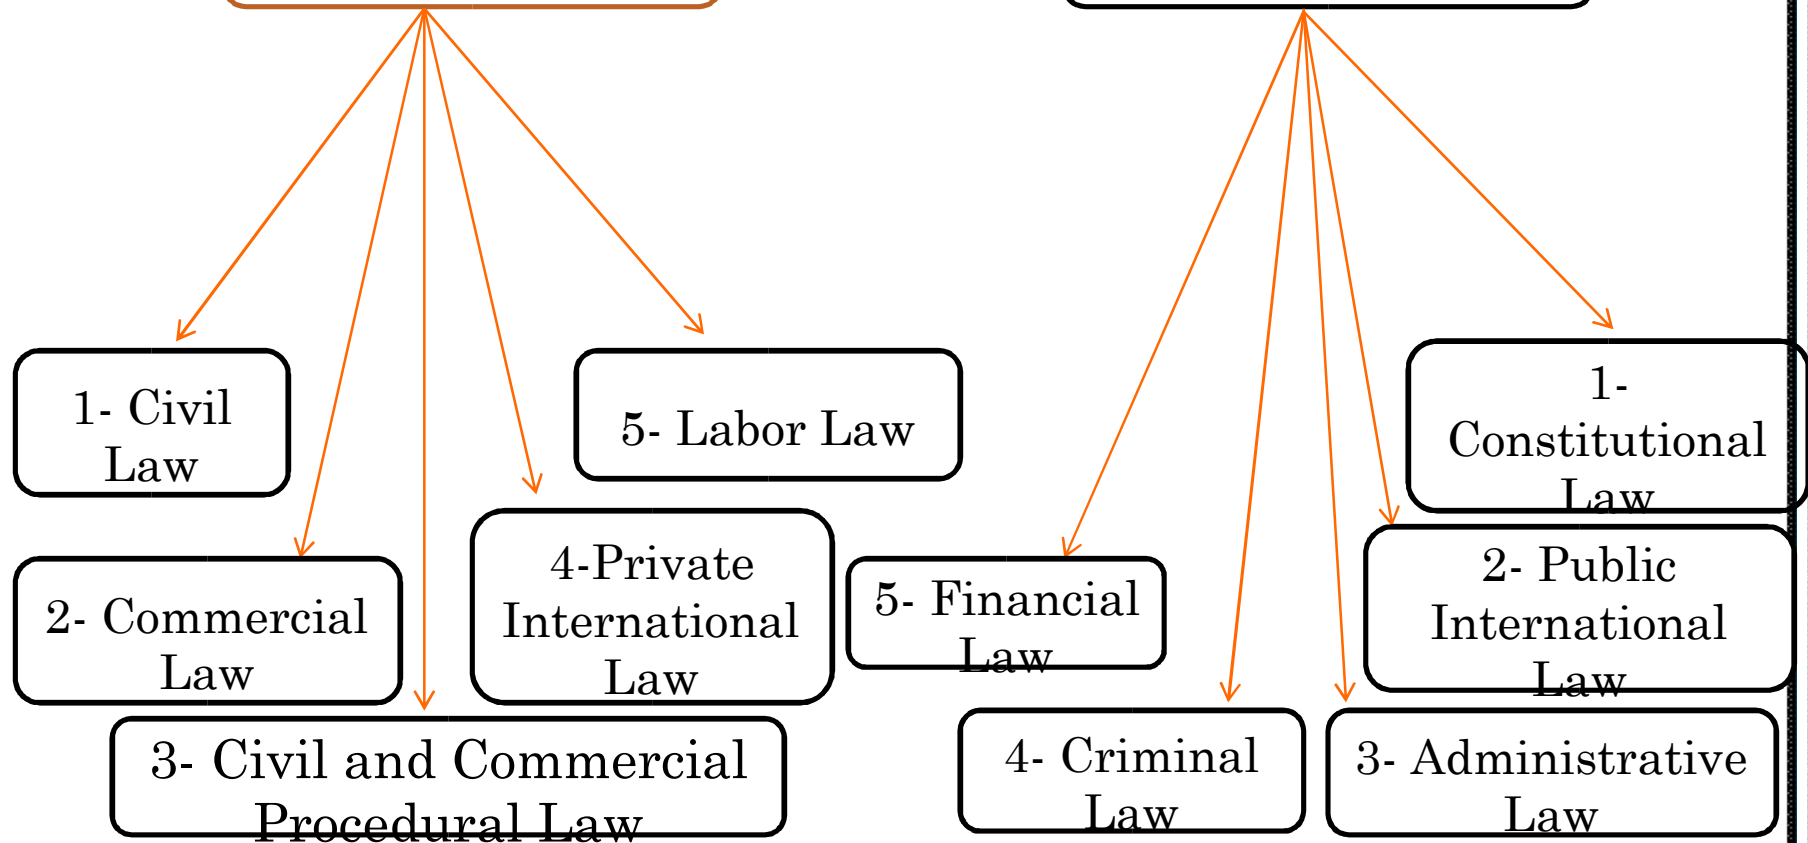 1- Civil
Law
2- Commercial
Law
3- Civil and Commercial
Procedural Law
4-Private
International
Law
5- Labor Law
1-
Constitutional
Law
2- Public
International
Law
3- Administrative
Law
4- Criminal
Law
5- Financial
Law